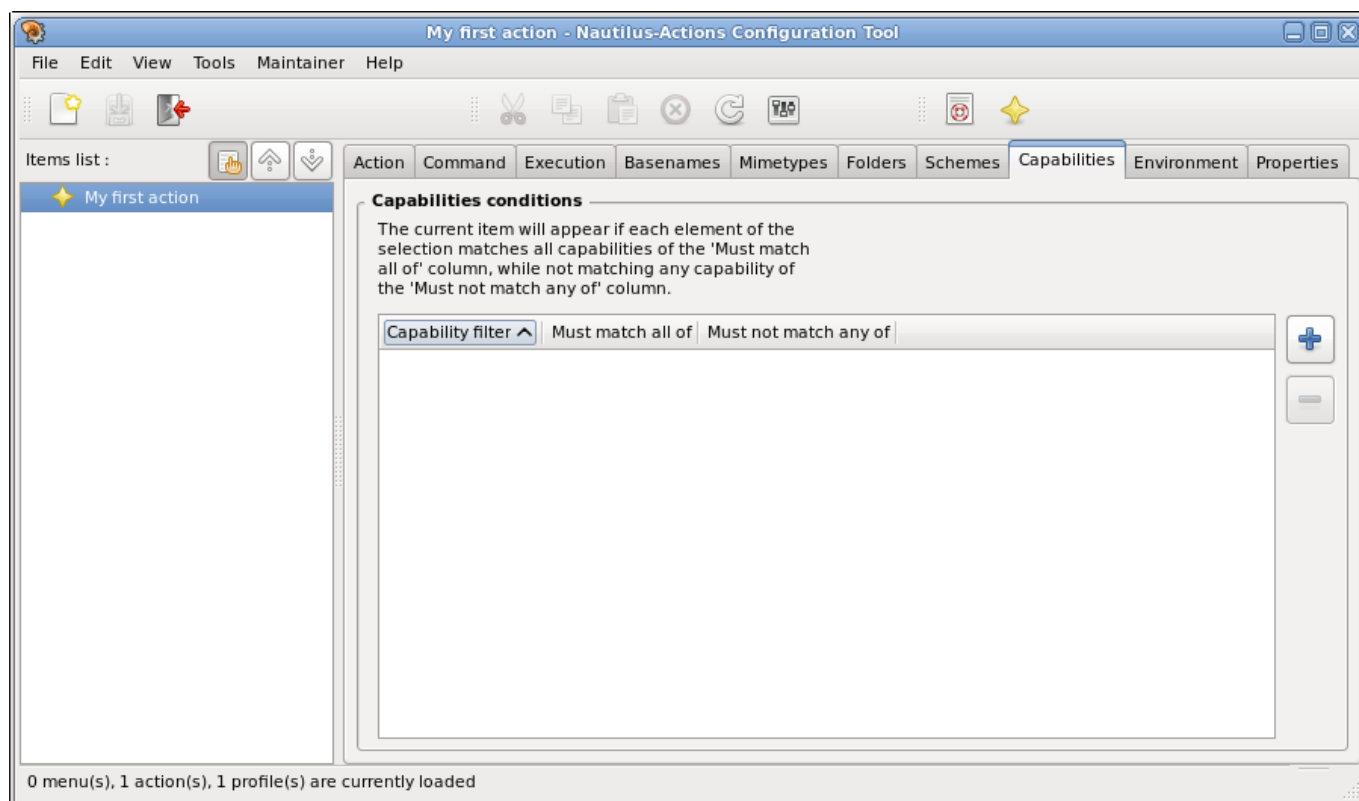 My first action - Nautilus-Actions Configuration Tool
File Edit View Tools Maintainer Help
Items list :
Action Command Execution Basenames Mimetypes Folders Schemes Capabilities Environment Properties
My first action
Capabilities conditions
The current item will appear if each element of the
selection matches all capabilities of the 'Must match
all of' column, while not matching any capability of
the 'Must not match any of' column.
Capability filter Must match all of Must not match any of
0 menu(s), 1 action(s), 1 profile(s) are currently loaded